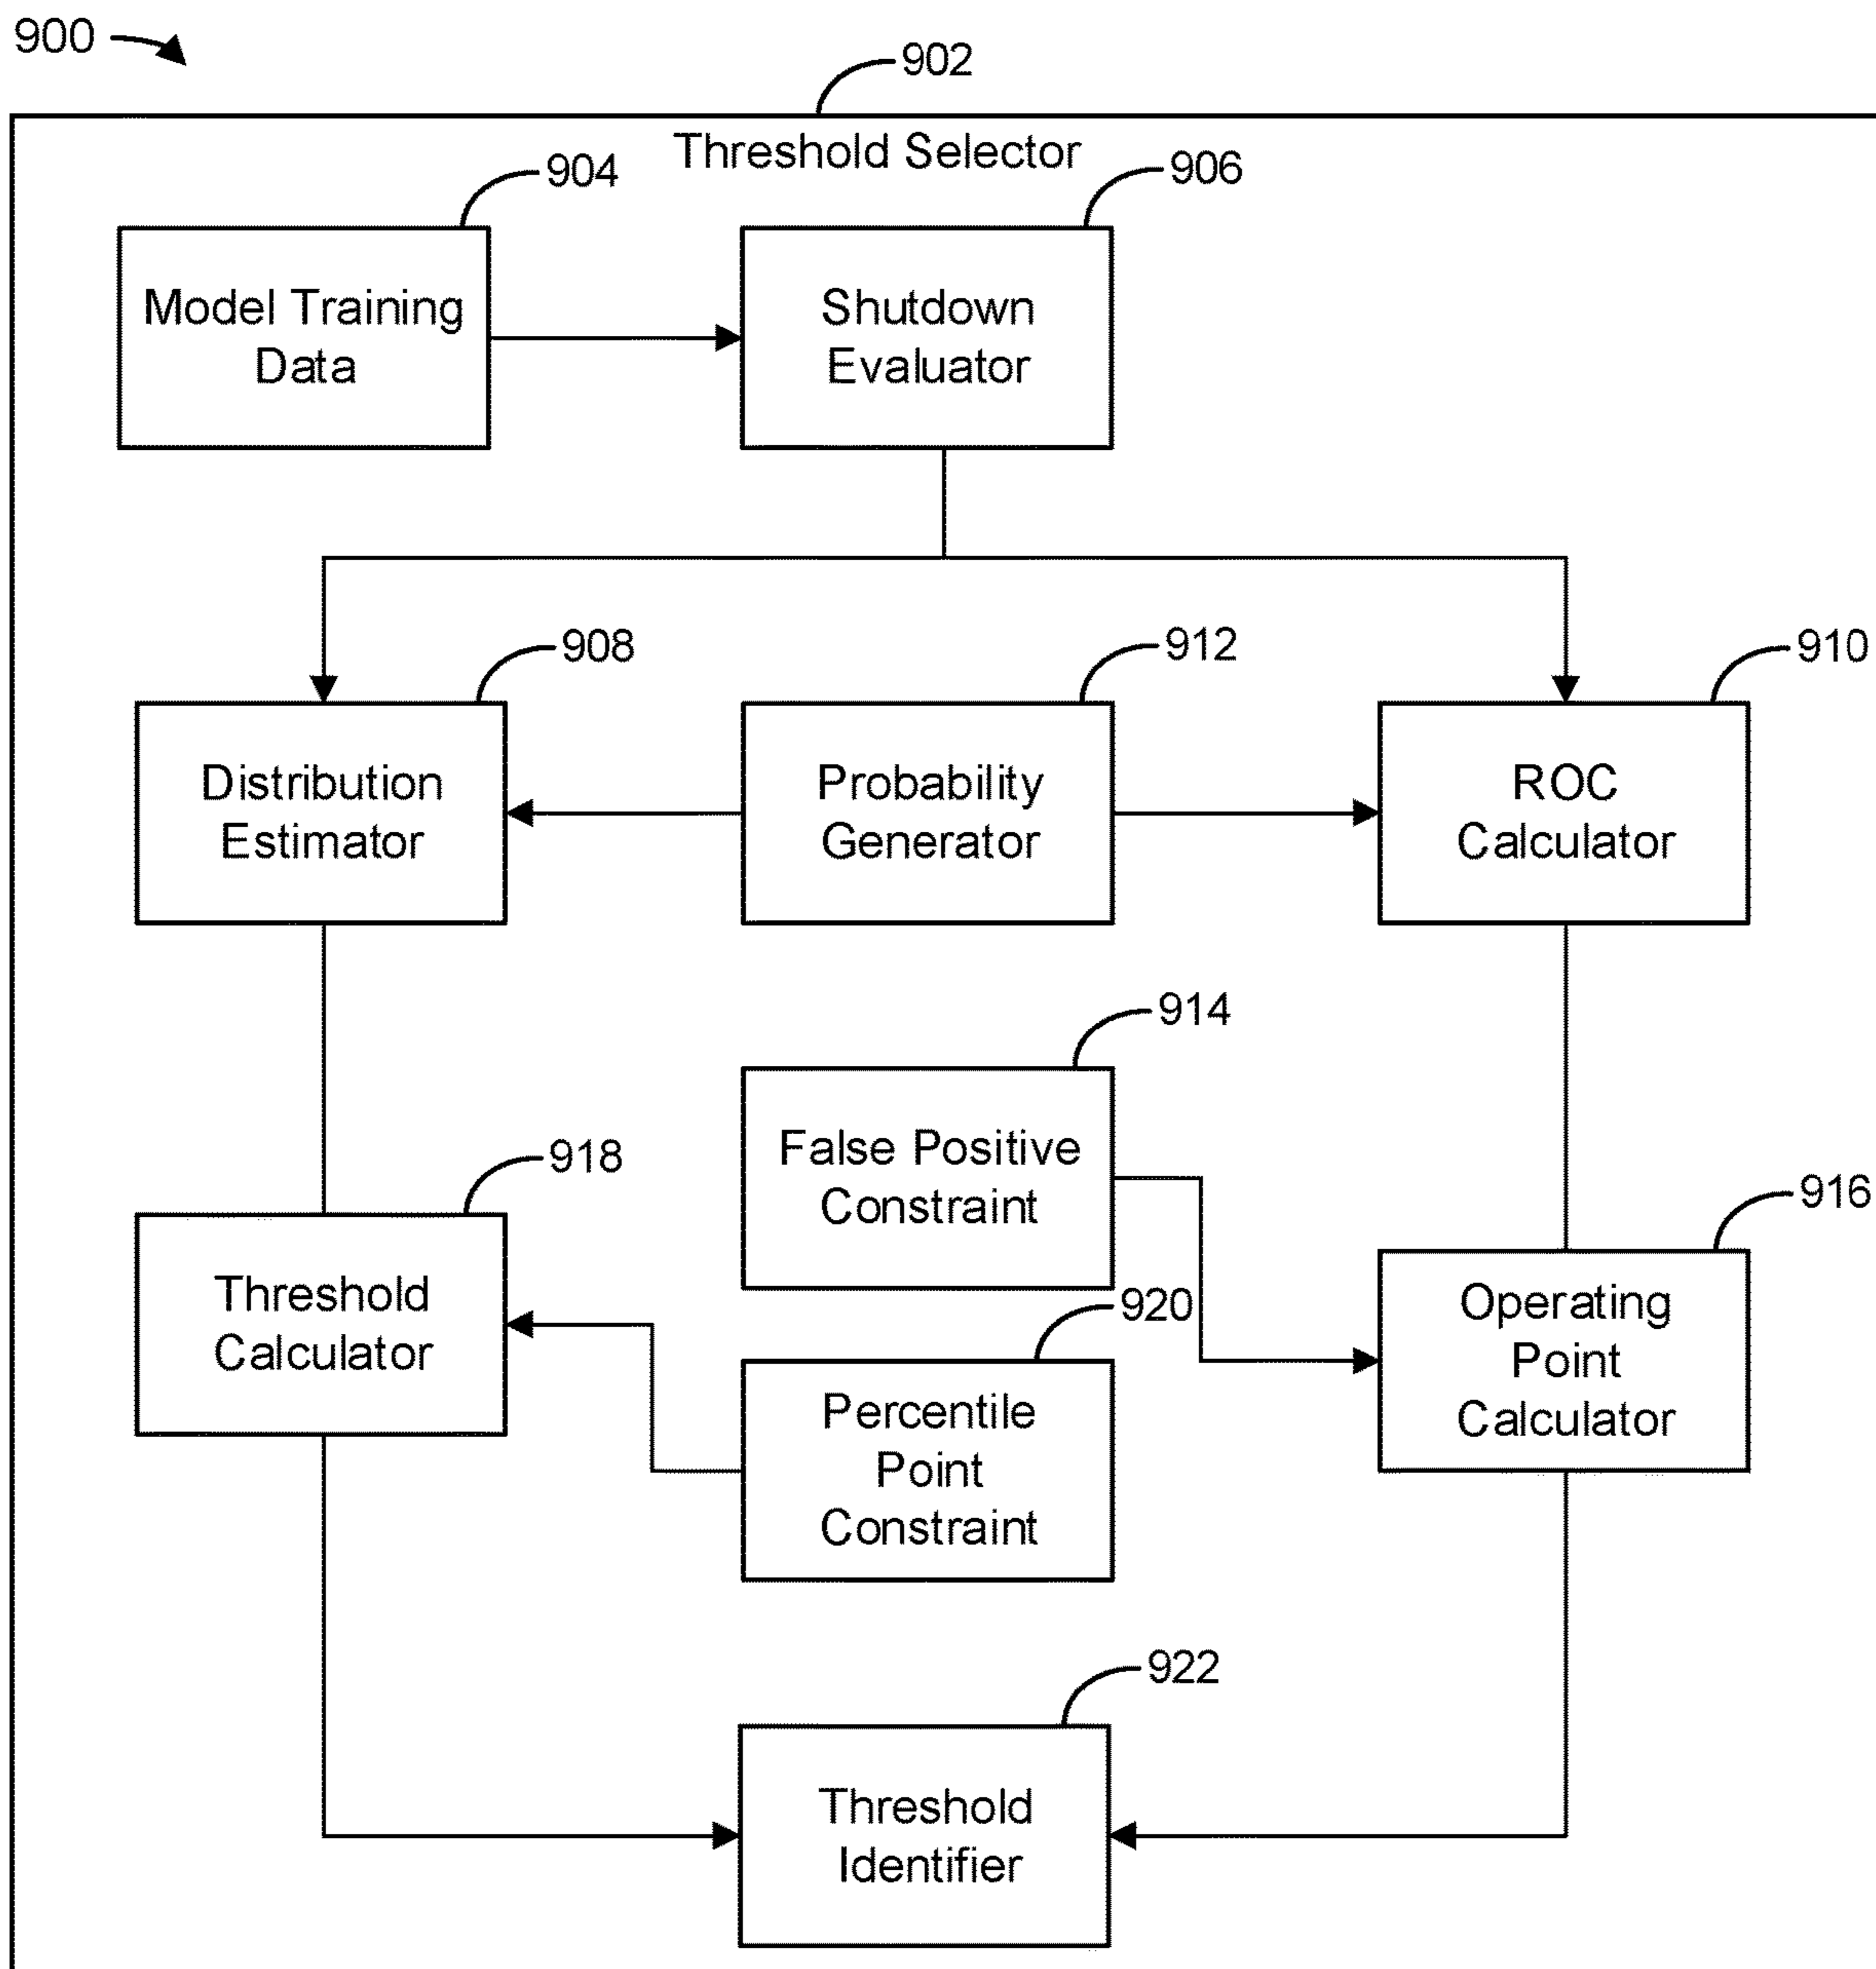 900
902
Threshold Selector
904
906
Model Training
Data
Shutdown
Evaluator
908
912
910
Distribution
Estimator
Probability
Generator
ROC
Calculator
914
False Positive
Constraint
918
916
Threshold
Calculator
920
Operating
Point
Calculator
Percentile
Point
Constraint
922
Threshold
Identifier